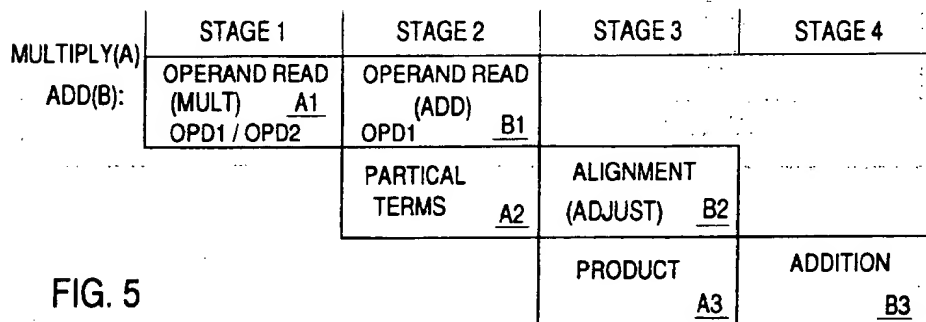 STAGE 1 STAGE 2 STAGE 3 STAGE 4
MULTIPLY(A)
ADD(B):
OPERAND READ
(MULT) A1
OPD1 / OPD2
OPERAND READ
(ADD)
OPD1 B1
PARTICAL
TERMS A2
ALIGNMENT
(ADJUST) B2
PRODUCT
A3
ADDITION
B3
FIG. 5